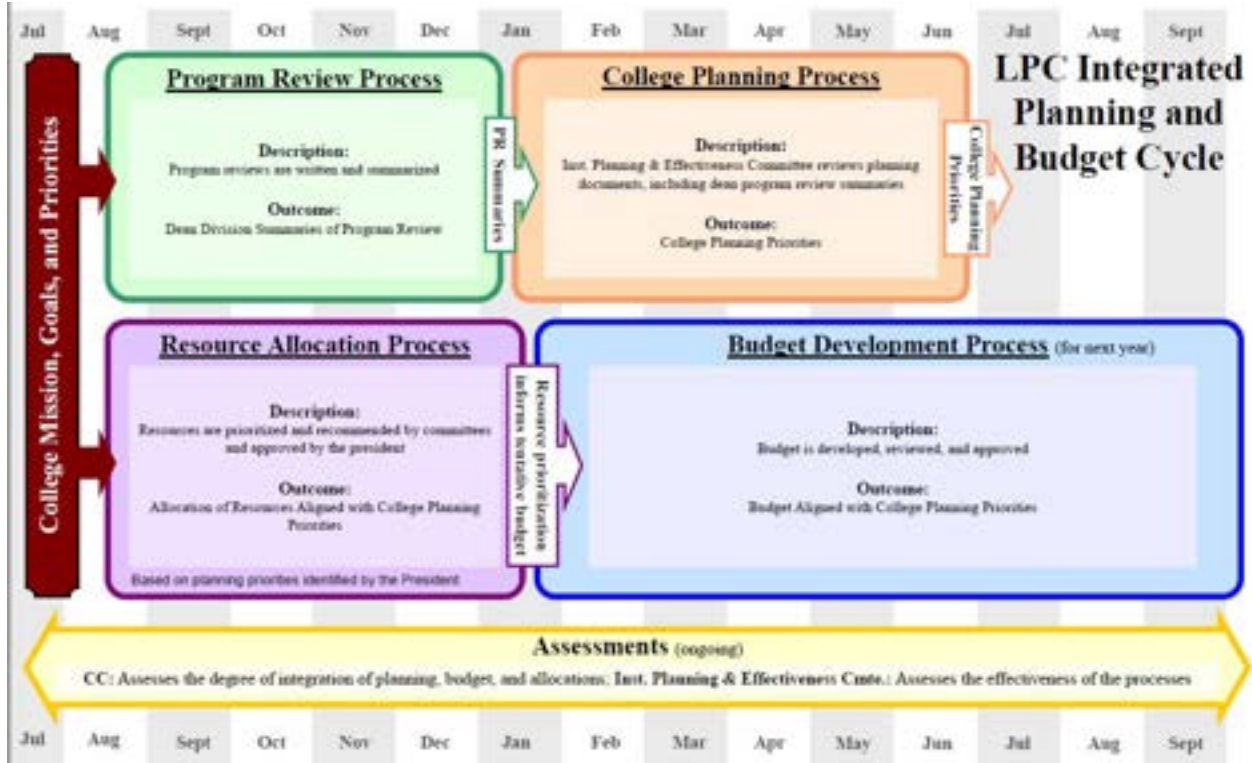 Jul Aug Sept Oct Nov Dec Jan Feb Mar Apr May Jun Jul Aug Sept
LPC Integrated
Planning and
Budget Cycle
College Mission, Goals, and Priorities
Program Review Process
Description:
Program reviews are written and summarized
Outcome:
Dean Division Summaries of Program Review
PR Summaries
College Planning Process
Description:
Inst. Planning & Effectiveness Committee reviews planning
documents, including dean program review summaries
Outcome:
College Planning Priorities
College Planning
Priorities
Resource Allocation Process
Description:
Resources are prioritized and recommended by committees
and approved by the president
Outcome:
Allocation of Resources Aligned with College Planning
Priorities
Based on planning priorities identified by the President
Resource prioritization
informs tentative budget
Budget Development Process (for next year)
Description:
Budget is developed, reviewed, and approved
Outcome:
Budget Aligned with College Planning Priorities
Assessments (ongoing)
CC: Assesses the degree of integration of planning, budget, and allocations; Inst. Planning & Effectiveness Cmte.: Assesses the effectiveness of the processes
Jul Aug Sept Oct Nov Dec Jan Feb Mar Apr May Jun Jul Aug Sept